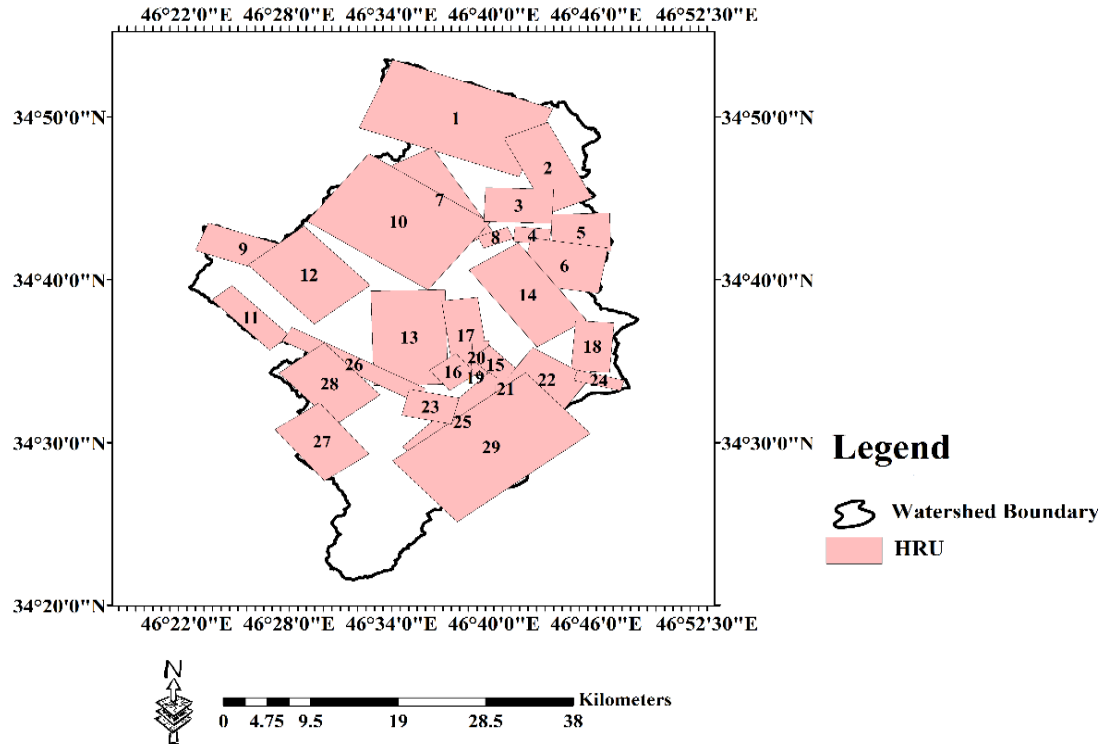 46°22'0"E 46°28'0"E 46°34'0"E 46°40'0"E 46°46'0"E 46°52'30"E
34°50'0"N 34°50'0"N
1
2
7
3
10
8 4 5
9
6
34°40'0"N 34°40'0"N
12
14
11
13
17
18
20
26 16 15
19
28 21 22 24
23
25
34°30'0"N 34°30'0"N
27
29
Legend
Watershed Boundary
HRU
34°20'0"N 34°20'0"N
46°22'0"E 46°28'0"E 46°34'0"E 46°40'0"E 46°46'0"E 46°52'30"E
N
Kilometers
0 4.75 9.5 19 28.5 38